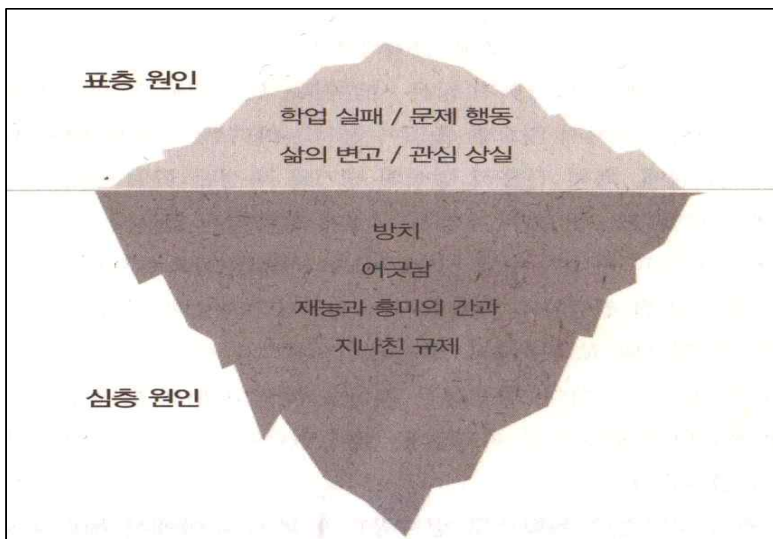 표층 원인
학업 실패 / 문제 행동
삶의 변고 / 관심 상실
방치
어긋남
재능과 흥미의 간과
지나친 규제
심층 원인